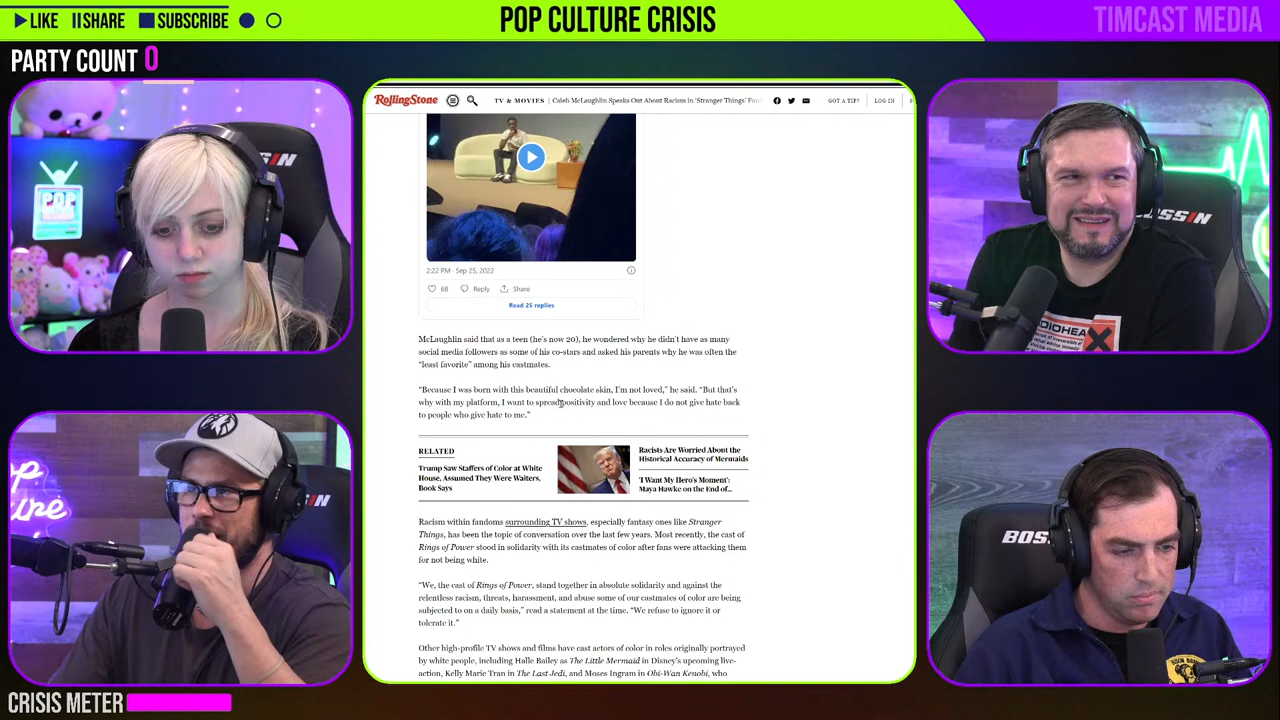 LIKE SHARE SUBSCRIBE
POP CULTURE CRISIS
TIMCAST MEDIA
PARTY COUNT 0
RollingStone
TV & MOVIES
Caleb McLaughlin Speaks Out About Racism in 'Stranger Things'
GOT A TIP?
LOG IN
2:22 PM · Sep 25, 2022
68 Reply Share
Read 25 replies
McLaughlin said that as a teen (he's now 20), he wondered why he didn't have as many
social media followers as some of his co-stars and asked his parents why he was often the
"least favorite" among his castmates.
"Because I was born with this beautiful chocolate skin, I'm not loved," he said. "But that's
why with my platform, I want to spread positivity and love because I do not give hate back
to people who give hate to me."
RELATED
Trump Saw Staffers of Color at White
House, Assumed They Were Waiters,
Book Says
Racists Are Worried About the
Historical Accuracy of Mermaids
'I Want My Hero's Moment':
Maya Hawke on the End of...
Racism within fandoms surrounding TV shows, especially fantasy ones like Stranger
Things, has been the topic of conversation over the last few years. Most recently, the cast of
Rings of Power stood in solidarity with its castmates of color after fans were attacking them
for not being white.
"We, the cast of Rings of Power, stand together in absolute solidarity and against the
relentless racism, threats, harassment, and abuse some of our castmates of color are being
subjected to on a daily basis," read a statement at the time. "We refuse to ignore it or
tolerate it."
Other high-profile TV shows and films have cast actors of color in roles originally portrayed
by white people, including Halle Bailey as The Little Mermaid in Disney's upcoming live-
action, Kelly Marie Tran in The Last Jedi, and Moses Ingram in Obi-Wan Kenobi, who
POP
BOSS
CRISIS METER